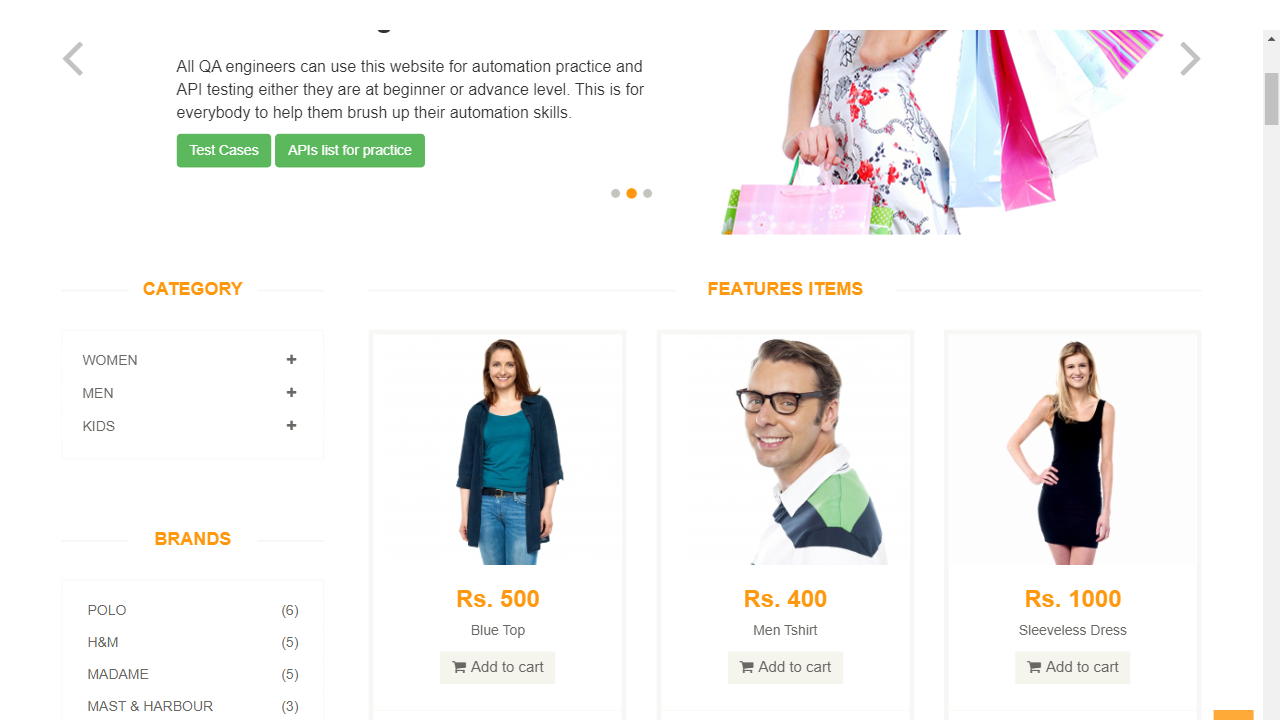 All QA engineers can use this website for automation practice and
API testing either they are at beginner or advance level. This is for
everybody to help them brush up their automation skills.
Test Cases
APIs list for practice
CATEGORY
WOMEN
MEN
KIDS
BRANDS
POLO (6)
H&M (5)
MADAME (5)
MAST & HARBOUR (3)
FEATURES ITEMS
Rs. 500
Blue Top
Add to cart
Rs. 400
Men Tshirt
Add to cart
Rs. 1000
Sleeveless Dress
Add to cart